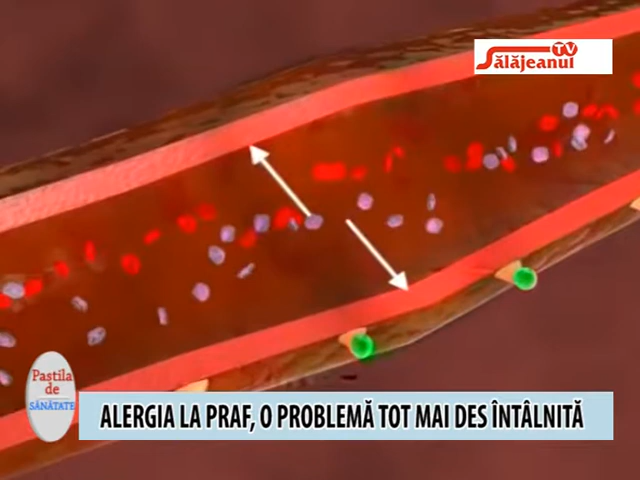 Sălăjeanul TV
Pastila
de
SĂNĂTATE
ALERGIA LA PRAF, O PROBLEMĂ TOT MAI DES ÎNTÂLNITĂ